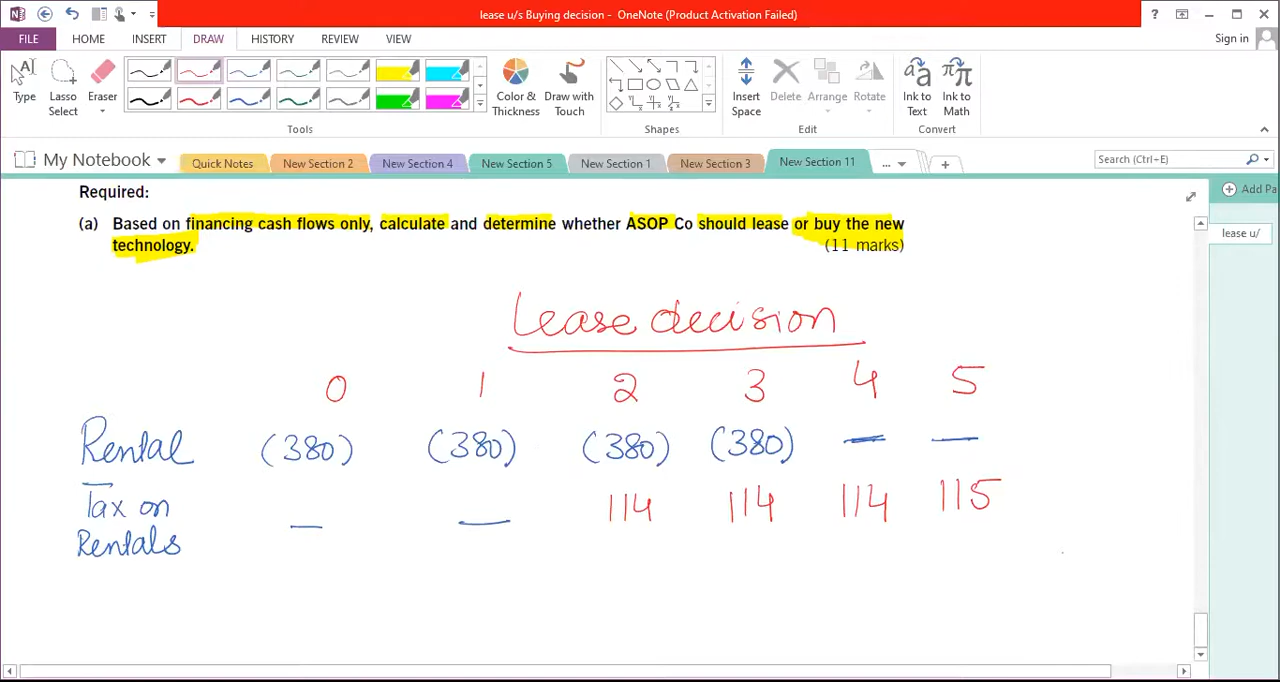 lease u/s Buying decision - OneNote (Product Activation Failed)
FILE HOME INSERT DRAW HISTORY REVIEW VIEW
Sign in
Type
Lasso Select
Eraser
Color & Thickness
Draw with Touch
Insert Space
Delete
Arrange
Rotate
Ink to Text
Ink to Math
Tools
Shapes
Edit
Convert
My Notebook
Quick Notes
New Section 2
New Section 4
New Section 5
New Section 1
New Section 3
New Section 11
...
Search (Ctrl+E)
Add Pa
lease u/
Required:
(a) Based on financing cash flows only, calculate and determine whether ASOP Co should lease or buy the new
technology. (11 marks)
Lease decision
0 1 2 3 4 5
Rental (380) (380) (380) (380) — —
Tax on
Rentals — — 114 114 114 115